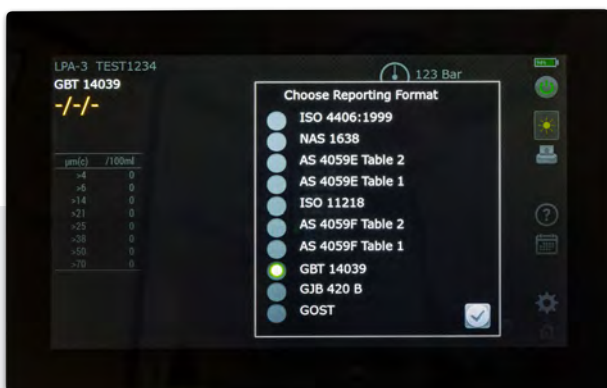 LPA-3 TEST1234
123 Bar
GBT 14039
-/-/-
µm(c) /100ml
>4 0
>6 0
>14 0
>21 0
>25 0
>38 0
>50 0
>70 0
Choose Reporting Format
ISO 4406:1999
NAS 1638
AS 4059E Table 2
AS 4059E Table 1
ISO 11218
AS 4059F Table 2
AS 4059F Table 1
GBT 14039
GJB 420 B
GOST
?